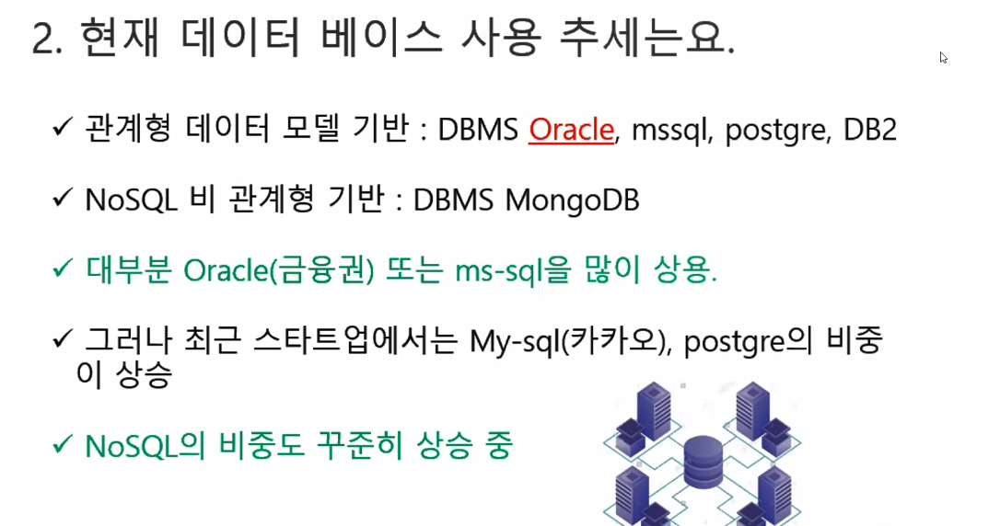 2. 현재 데이터 베이스 사용 추세는요.
✓ 관계형 데이터 모델 기반 : DBMS Oracle, mssql, postgre, DB2
✓ NoSQL 비 관계형 기반 : DBMS MongoDB
✓ 대부분 Oracle(금융권) 또는 ms-sql을 많이 상용.
✓ 그러나 최근 스타트업에서는 My-sql(카카오), postgre의 비중
이 상승
✓ NoSQL의 비중도 꾸준히 상승 중